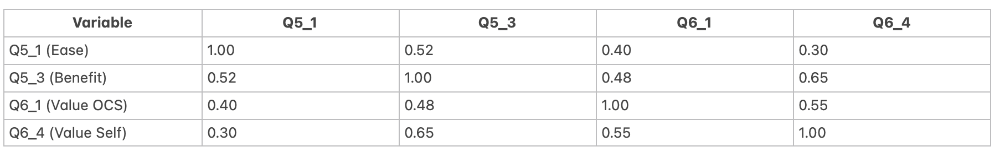 Variable Q5_1 Q5_3 Q6_1 Q6_4
Q5_1 (Ease) 1.00 0.52 0.40 0.30
Q5_3 (Benefit) 0.52 1.00 0.48 0.65
Q6_1 (Value OCS) 0.40 0.48 1.00 0.55
Q6_4 (Value Self) 0.30 0.65 0.55 1.00